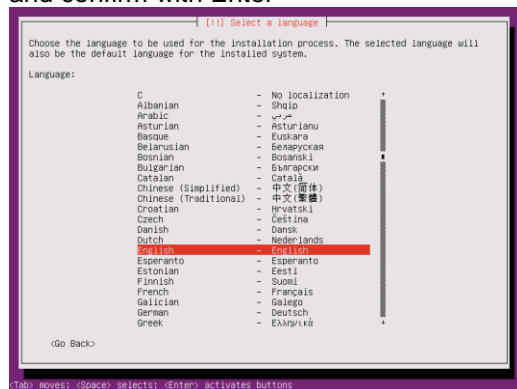 and confirm with Enter
[!!] Select a language
Choose the language to be used for the installation process. The selected language will
also be the default language for the installed system.
Language:
C - No localization
Albanian - Shqip
Arabic - عربي
Asturian - Asturianu
Basque - Euskara
Belarusian - Беларуская
Bosnian - Bosanski
Bulgarian - Български
Catalan - Català
Chinese (Simplified) - 中文(简体)
Chinese (Traditional) - 中文(繁體)
Croatian - Hrvatski
Czech - Čeština
Danish - Dansk
Dutch - Nederlands
English - English
Esperanto - Esperanto
Estonian - Eesti
Finnish - Suomi
French - Français
Galician - Galego
German - Deutsch
Greek - Ελληνικά
<Go Back>
<Tab> moves; <Space> selects; <Enter> activates buttons